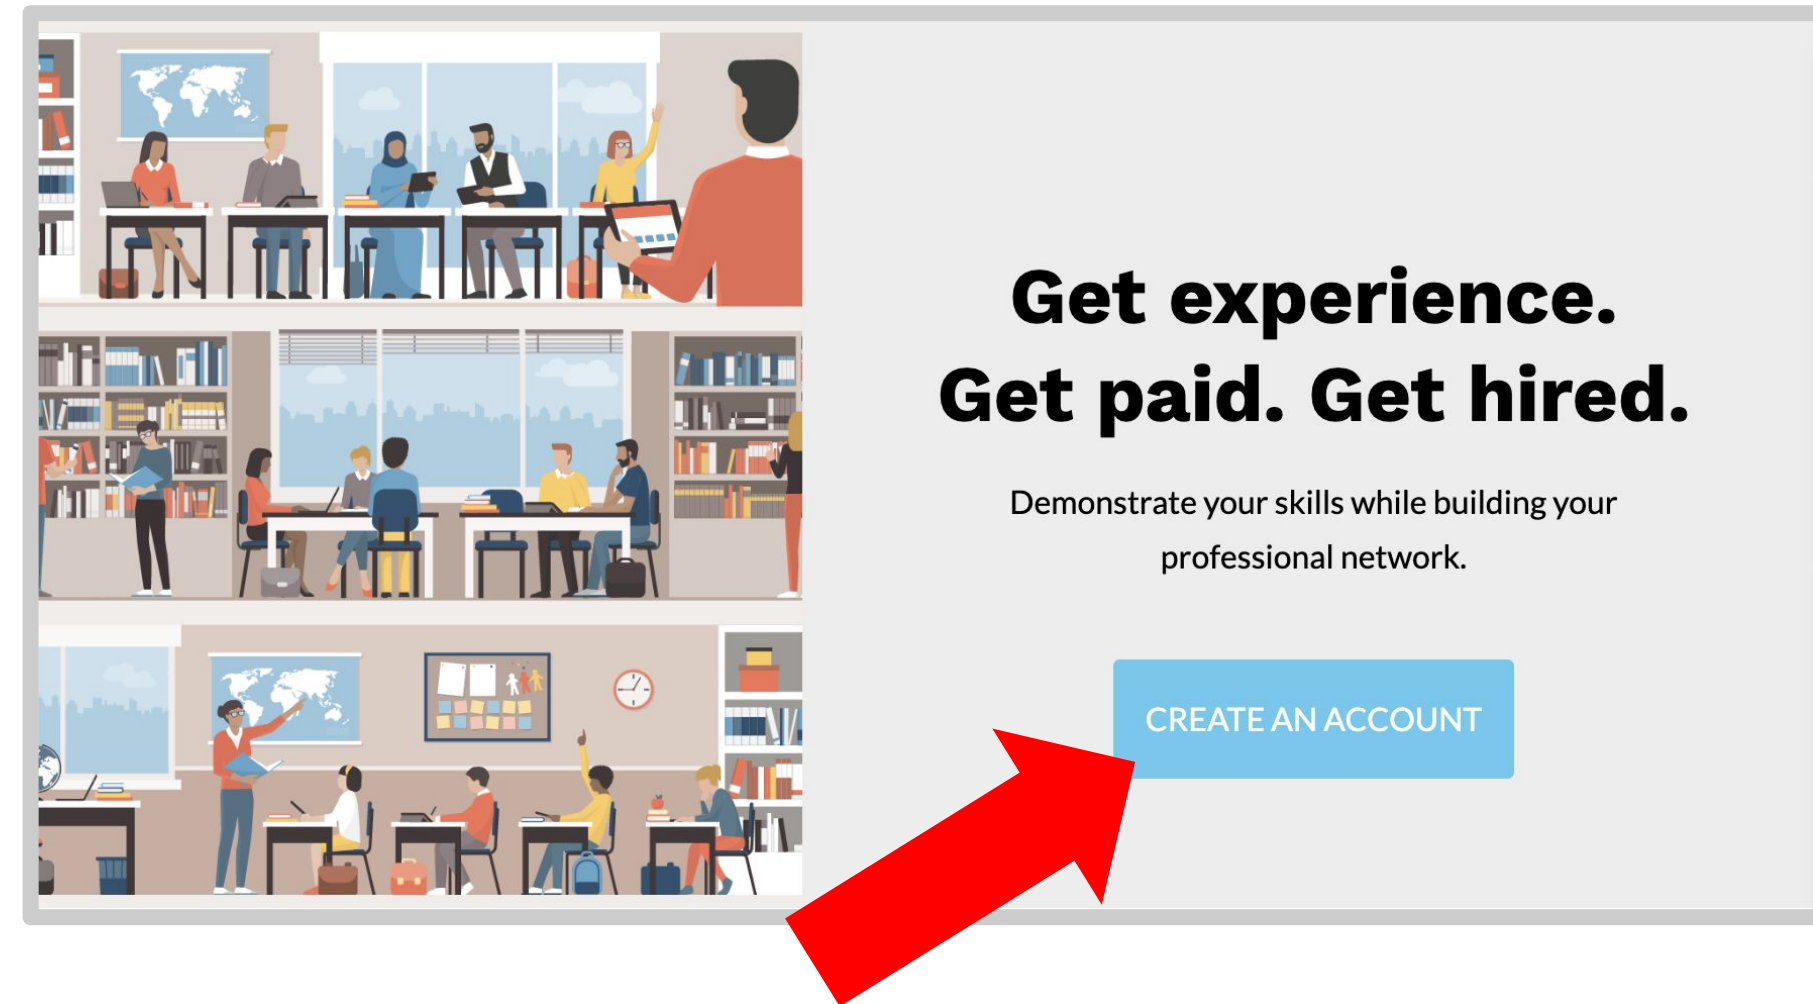 Get experience.
Get paid. Get hired.
Demonstrate your skills while building your
professional network.
CREATE AN ACCOUNT